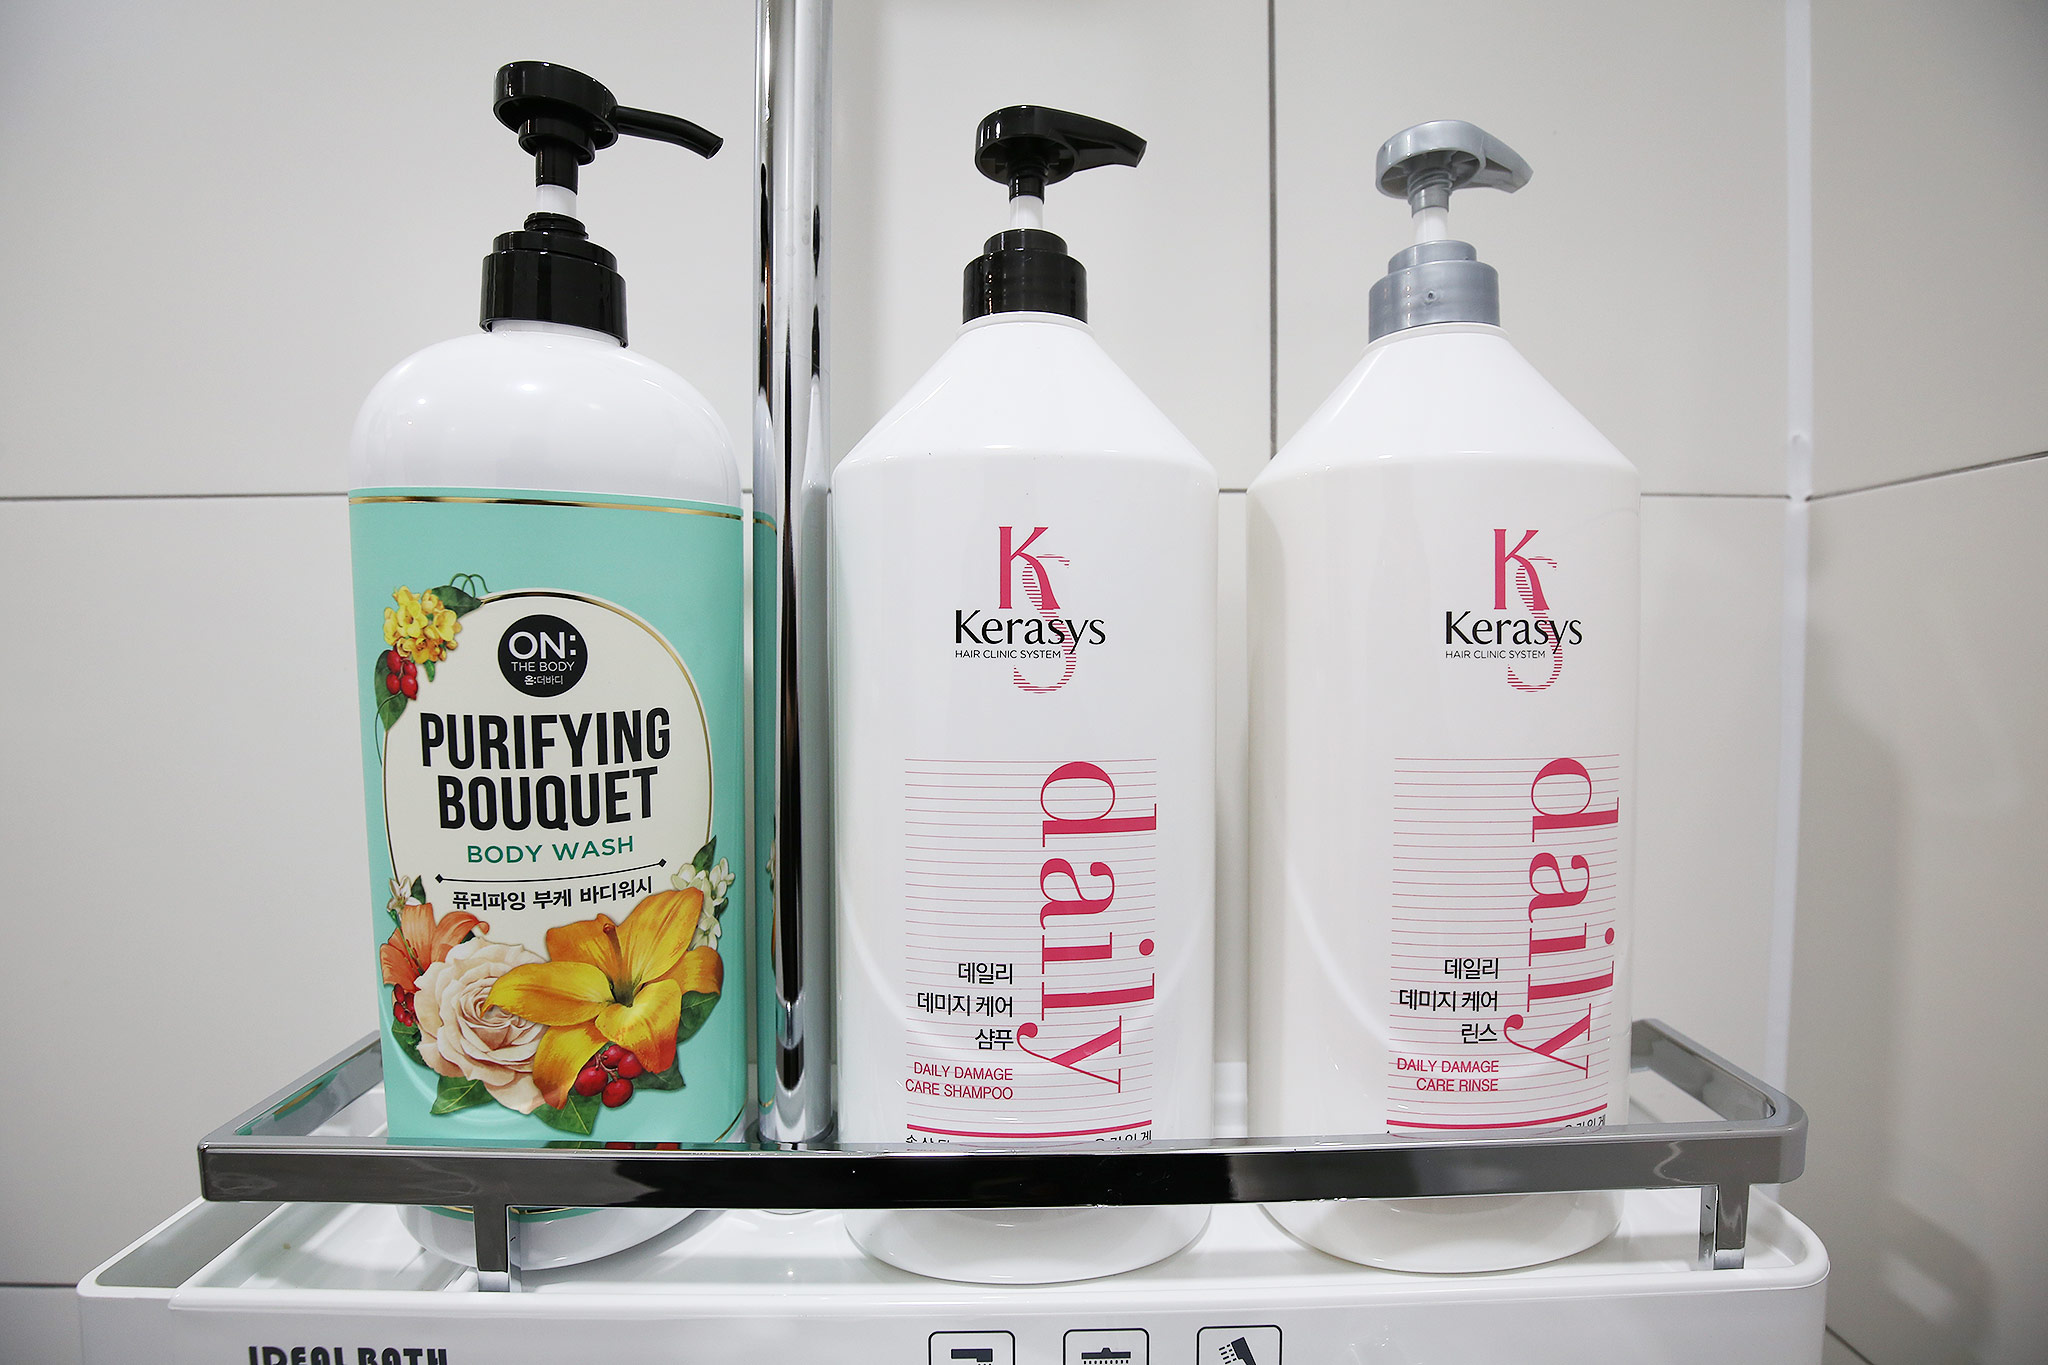 ON:
THE BODY
온:더바디
PURIFYING
BOUQUET
BODY WASH
퓨리파잉 부케 바디워시
K
Kerasys
HAIR CLINIC SYSTEM
daily
데일리
데미지 케어
샴푸
DAILY DAMAGE
CARE SHAMPOO
K
Kerasys
HAIR CLINIC SYSTEM
daily
데일리
데미지 케어
린스
DAILY DAMAGE
CARE RINSE
IDEAL BATH